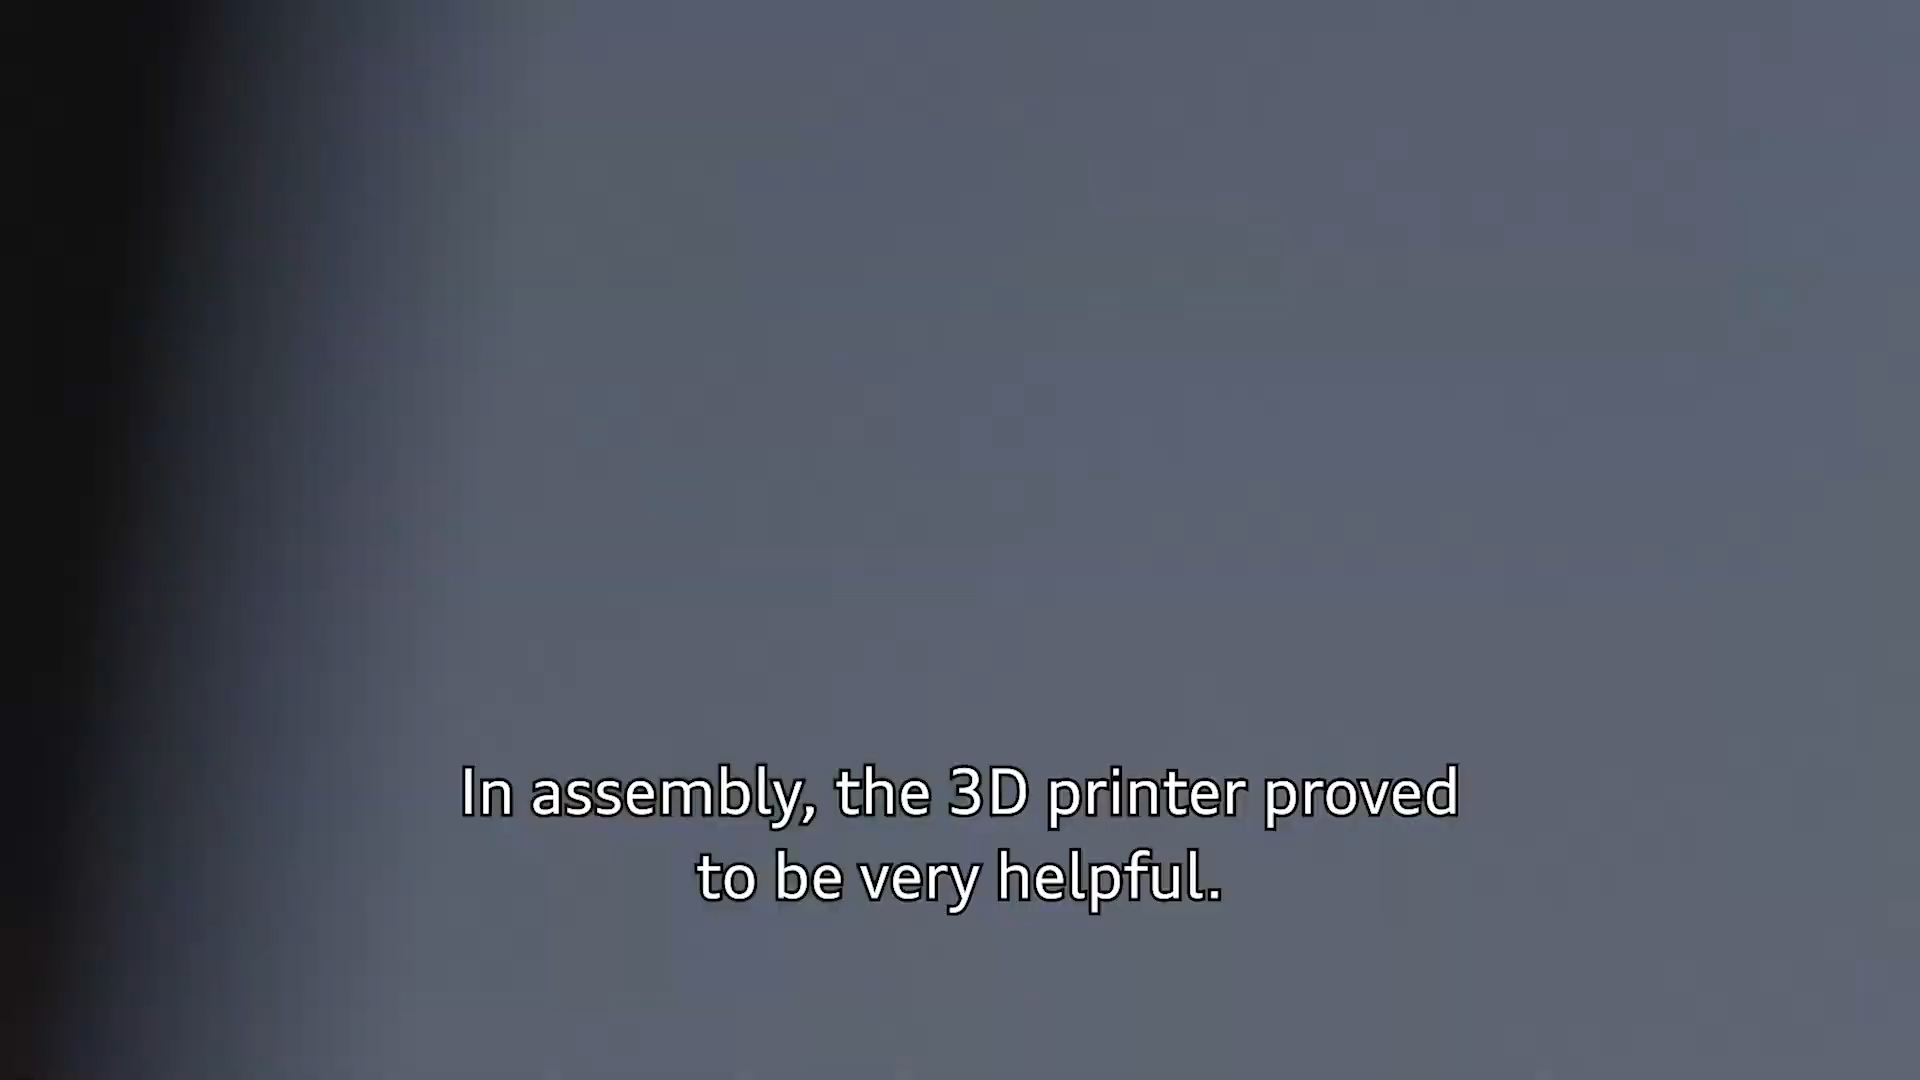 In assembly, the 3D printer proved
to be very helpful.